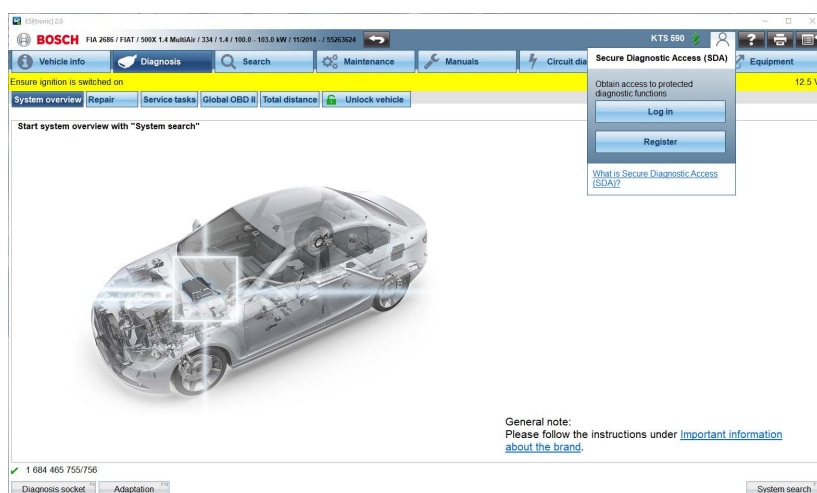 ESI[tronic] 2.0
BOSCH FIA 2686 / FIAT / 500X 1.4 MultiAir / 334 / 1.4 / 100.0 - 103.0 kW / 11/2014 - / 55263624 KTS 590 ?
Vehicle info Diagnosis Search Maintenance Manuals Circuit dia Equipment
Secure Diagnostic Access (SDA)
Ensure ignition is switched on 12.5 V
Obtain access to protected
diagnostic functions
System overview Repair Service tasks Global OBD II Total distance Unlock vehicle
Log in
Start system overview with "System search"
Register
What is Secure Diagnostic Access
(SDA)?
General note:
Please follow the instructions under Important information
about the brand.
1 684 465 755/756
Diagnosis socket Adaptation System search